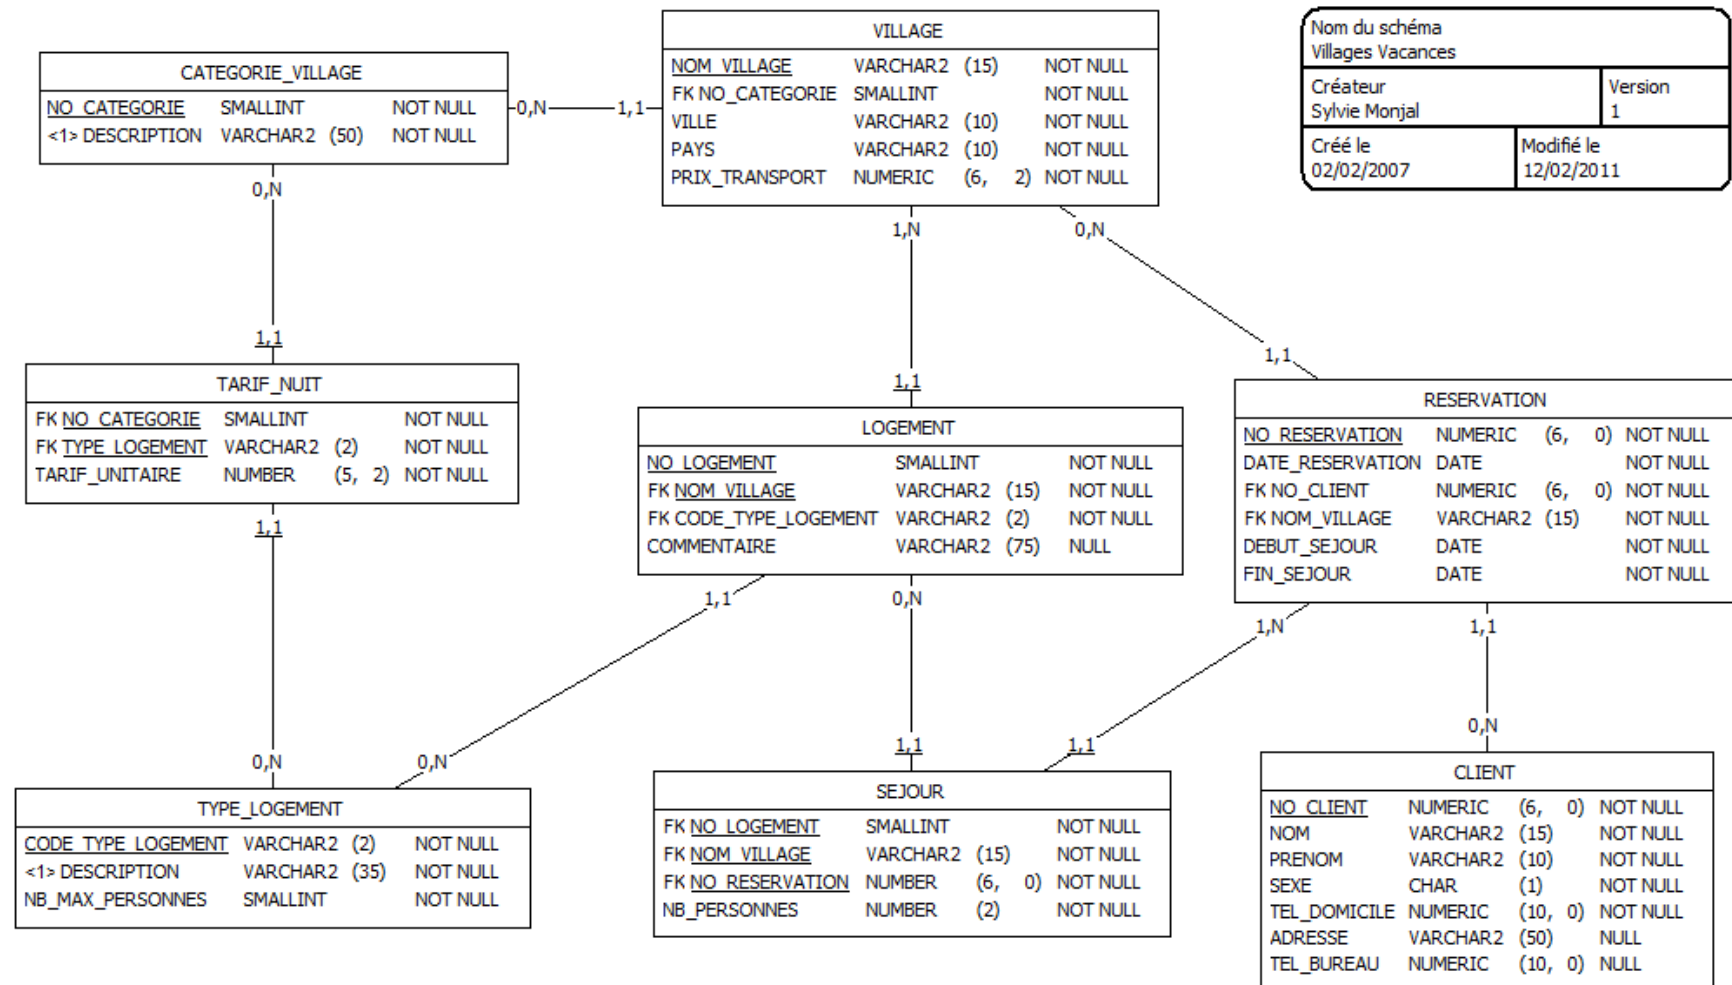 Nom du schéma
Villages Vacances
Créateur
Sylvie Monjal
Version
1
Créé le
02/02/2007
Modifié le
12/02/2011
CATEGORIE_VILLAGE
NO_CATEGORIE SMALLINT NOT NULL
<1> DESCRIPTION VARCHAR2 (50) NOT NULL
0,N
1,1
VILLAGE
NOM_VILLAGE VARCHAR2 (15) NOT NULL
FK NO_CATEGORIE SMALLINT NOT NULL
VILLE VARCHAR2 (10) NOT NULL
PAYS VARCHAR2 (10) NOT NULL
PRIX_TRANSPORT NUMERIC (6, 2) NOT NULL
0,N
1,1
1,N
1,1
0,N
1,1
TARIF_NUIT
FK NO_CATEGORIE SMALLINT NOT NULL
FK TYPE_LOGEMENT VARCHAR2 (2) NOT NULL
TARIF_UNITAIRE NUMBER (5, 2) NOT NULL
LOGEMENT
NO_LOGEMENT SMALLINT NOT NULL
FK NOM_VILLAGE VARCHAR2 (15) NOT NULL
FK CODE_TYPE_LOGEMENT VARCHAR2 (2) NOT NULL
COMMENTAIRE VARCHAR2 (75) NULL
RESERVATION
NO_RESERVATION NUMERIC (6, 0) NOT NULL
DATE_RESERVATION DATE NOT NULL
FK NO_CLIENT NUMERIC (6, 0) NOT NULL
FK NOM_VILLAGE VARCHAR2 (15) NOT NULL
DEBUT_SEJOUR DATE NOT NULL
FIN_SEJOUR DATE NOT NULL
1,1
0,N
1,1
0,N
0,N
1,1
1,N
1,1
1,1
0,N
TYPE_LOGEMENT
CODE_TYPE_LOGEMENT VARCHAR2 (2) NOT NULL
<1> DESCRIPTION VARCHAR2 (35) NOT NULL
NB_MAX_PERSONNES SMALLINT NOT NULL
SEJOUR
FK NO_LOGEMENT SMALLINT NOT NULL
FK NOM_VILLAGE VARCHAR2 (15) NOT NULL
FK NO_RESERVATION NUMBER (6, 0) NOT NULL
NB_PERSONNES NUMBER (2) NOT NULL
CLIENT
NO_CLIENT NUMERIC (6, 0) NOT NULL
NOM VARCHAR2 (15) NOT NULL
PRENOM VARCHAR2 (10) NOT NULL
SEXE CHAR (1) NOT NULL
TEL_DOMICILE NUMERIC (10, 0) NOT NULL
ADRESSE VARCHAR2 (50) NULL
TEL_BUREAU NUMERIC (10, 0) NULL